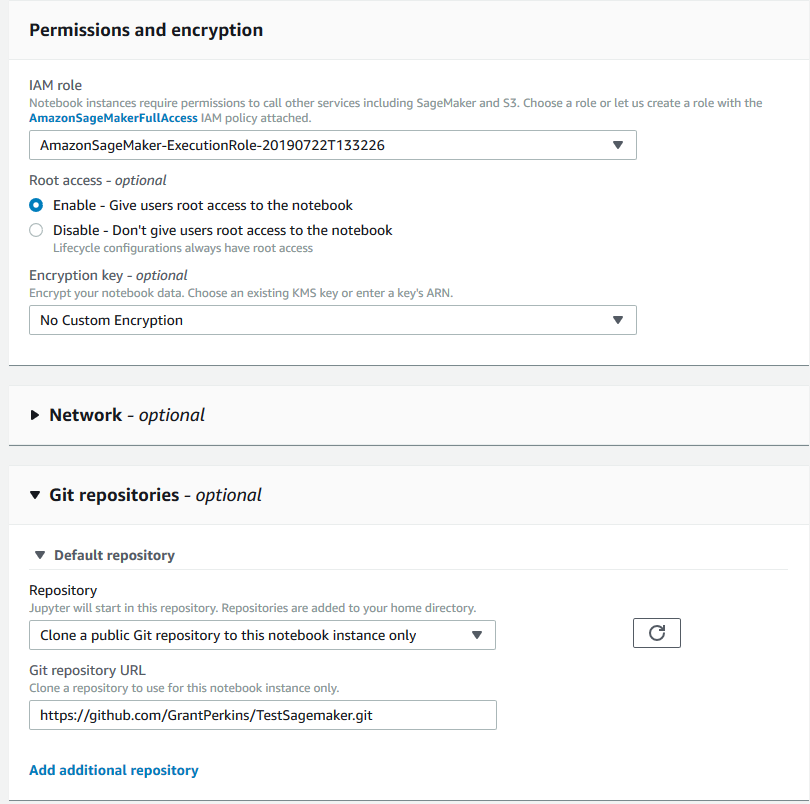 Permissions and encryption
IAM role
Notebook instances require permissions to call other services including SageMaker and S3. Choose a role or let us create a role with the
AmazonSageMakerFullAccess IAM policy attached.
AmazonSageMaker-ExecutionRole-20190722T133226
Root access - optional
Enable - Give users root access to the notebook
Disable - Don't give users root access to the notebook
Lifecycle configurations always have root access
Encryption key - optional
Encrypt your notebook data. Choose an existing KMS key or enter a key's ARN.
No Custom Encryption
Network - optional
Git repositories - optional
Default repository
Repository
Jupyter will start in this repository. Repositories are added to your home directory.
Clone a public Git repository to this notebook instance only
Git repository URL
Clone a repository to use for this notebook instance only.
https://github.com/GrantPerkins/TestSagemaker.git
Add additional repository